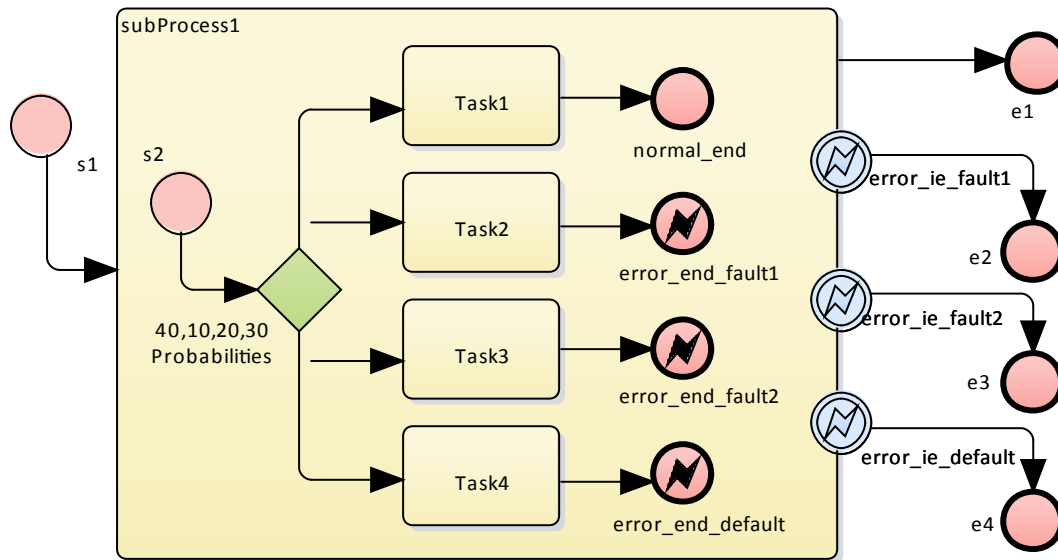 subProcess1
Task1
e1
s1
s2
normal_end
error_ie_fault1
Task2
e2
error_end_fault1
40,10,20,30
Probabilities
error_ie_fault2
Task3
e3
error_end_fault2
error_ie_default
Task4
e4
error_end_default